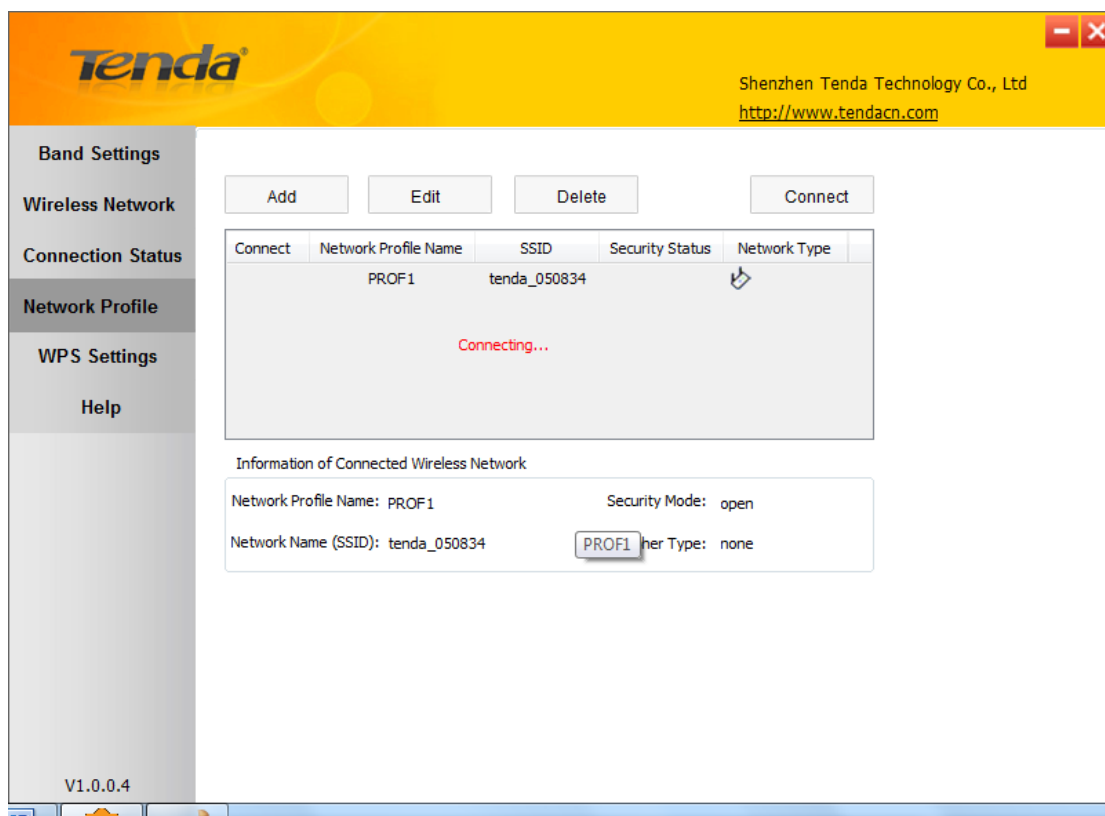 Tenda®
Shenzhen Tenda Technology Co., Ltd
http://www.tendacn.com
Band Settings
Wireless Network
Connection Status
Network Profile
WPS Settings
Help
V1.0.0.4
Add Edit Delete Connect
Connect Network Profile Name SSID Security Status Network Type
PROF1 tenda_050834
Connecting...
Information of Connected Wireless Network
Network Profile Name: PROF1 Security Mode: open
Network Name (SSID): tenda_050834 PROF1 her Type: none